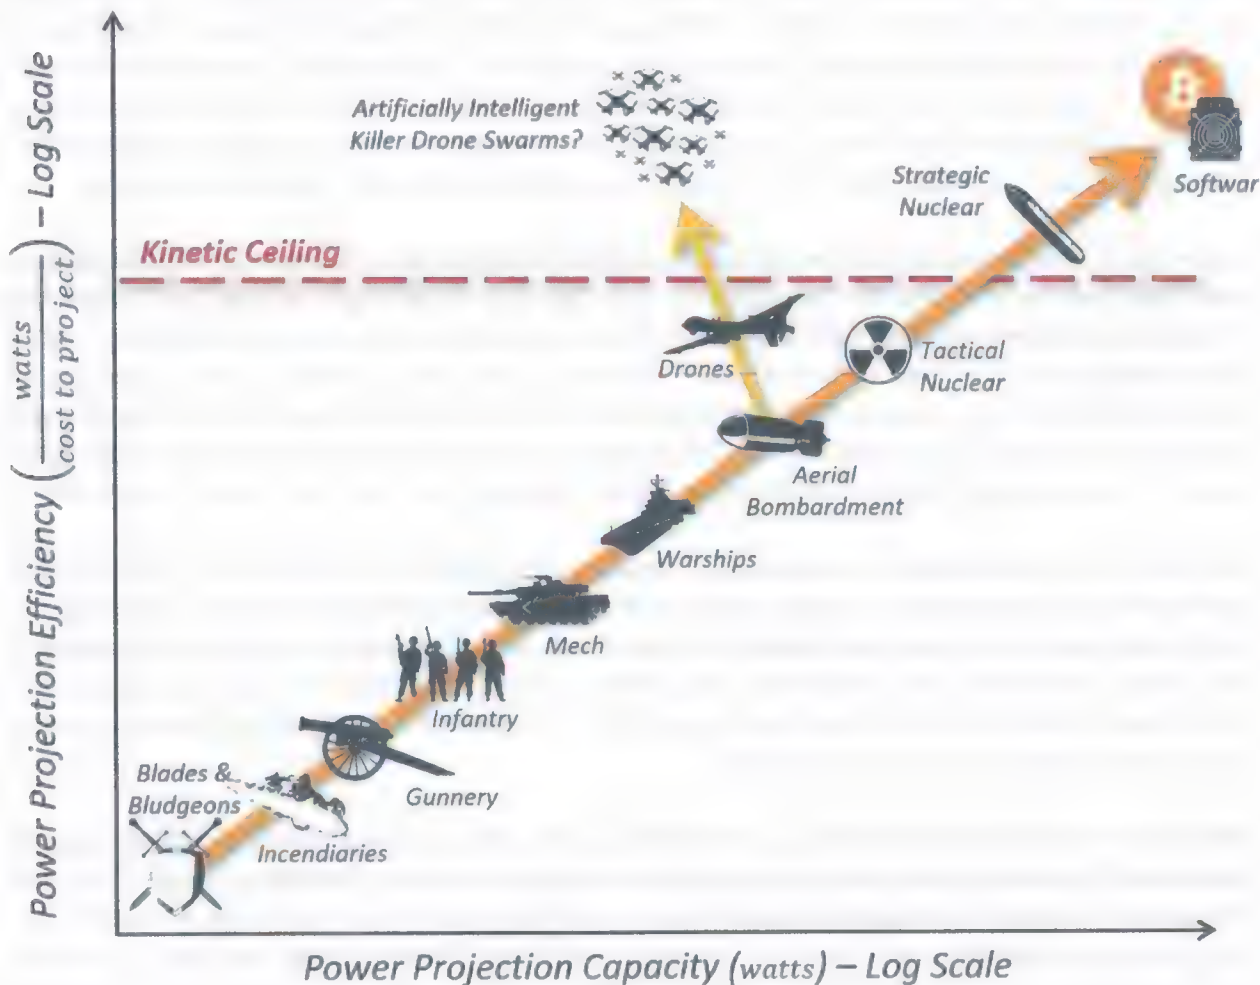 Power Projection Efficiency (watts / cost to project) – Log Scale
Artificially Intelligent
Killer Drone Swarms?
B
Strategic
Nuclear
Softwar
Kinetic Ceiling
Drones
Tactical
Nuclear
Aerial
Bombardment
Warships
Mech
Infantry
Gunnery
Blades &
Bludgeons
Incendiaries
Power Projection Capacity (watts) – Log Scale